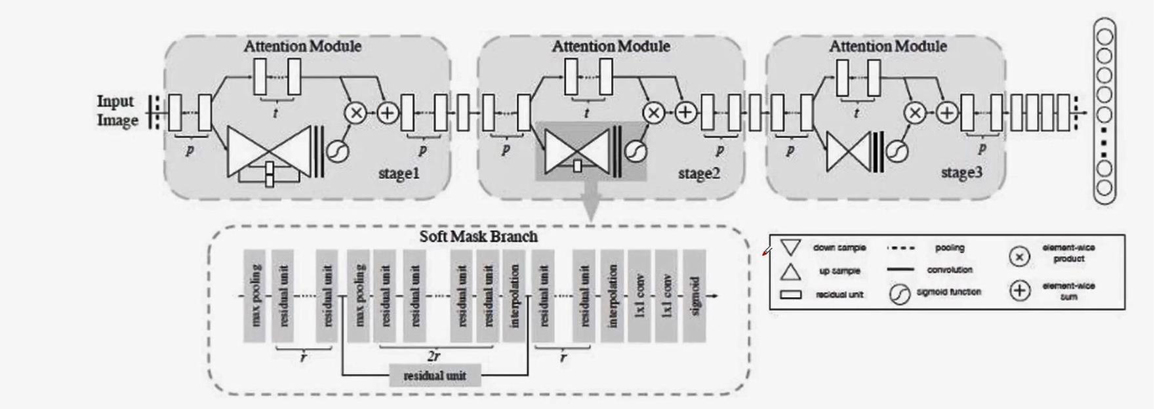 Attention Module
Attention Module
Attention Module
Input
Image
t
t
t
p
p
p
p
p
p
stage1
stage2
stage3
Soft Mask Branch
max pooling
residual unit
residual unit
max pooling
residual unit
residual unit
residual unit
residual unit
interpolation
residual unit
residual unit
interpolation
1x1 conv
1x1 conv
sigmoid
r
2r
r
residual unit
down sample
pooling
element-wice
product
up sample
convolution
residual unit
sigmoid function
element-wice
sum